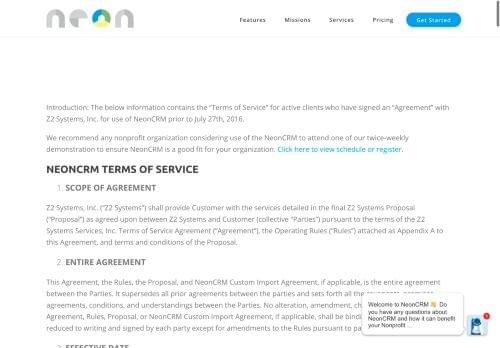 neon
Features Missions Services Pricing Get Started
Introduction: The below information contains the “Terms of Service” for active clients who have signed an “Agreement” with
Z2 Systems, Inc. for use of NeonCRM prior to July 27th, 2016.
We recommend any nonprofit organization considering use of the NeonCRM to attend one of our twice-weekly
demonstration to ensure NeonCRM is a good fit for your organization. Click here to view schedule or register.
NEONCRM TERMS OF SERVICE
1. SCOPE OF AGREEMENT
Z2 Systems, Inc. (“Z2 Systems”) shall provide Customer with the services detailed in the final Z2 Systems Proposal
(“Proposal”) as agreed upon between Z2 Systems and Customer (collective “Parties”) pursuant to the terms of the Z2
Systems Services, Inc. Terms of Service Agreement (“Agreement”), the Operating Rules (“Rules”) attached as Appendix A to
this Agreement, and terms and conditions of the Proposal.
2. ENTIRE AGREEMENT
This Agreement, the Rules, the Proposal, and NeonCRM Custom Import Agreement, if applicable, is the entire agreement
between the Parties. It supersedes all prior agreements between the parties and sets forth all the
agreements, conditions, and understandings between the Parties. No alteration, amendment,
Agreement, Rules, Proposal, or NeonCRM Custom Import Agreement, if applicable, shall be
reduced to writing and signed by each party except for amendments to the Rules pursuant to
Welcome to NeonCRM 👋 Do
you have any questions about
NeonCRM and how it can benefit
your Nonprofit ...
1
3. EFFECTIVE DATE